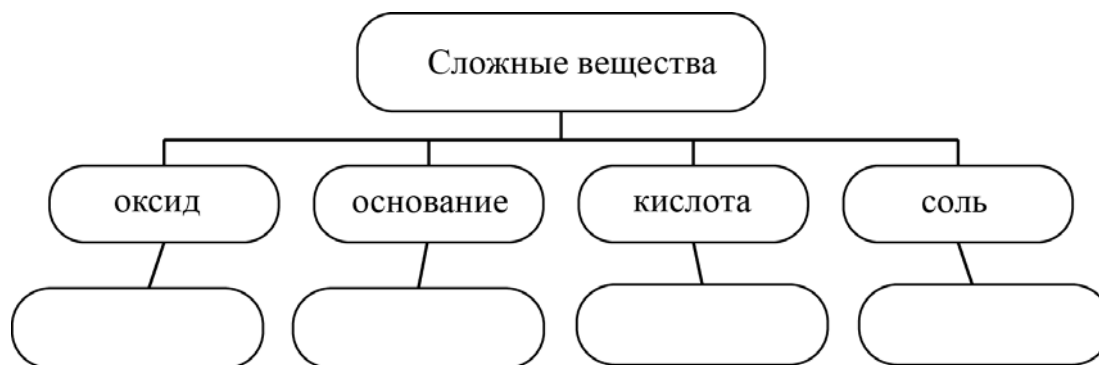 Сложные вещества
оксид
основание
кислота
соль